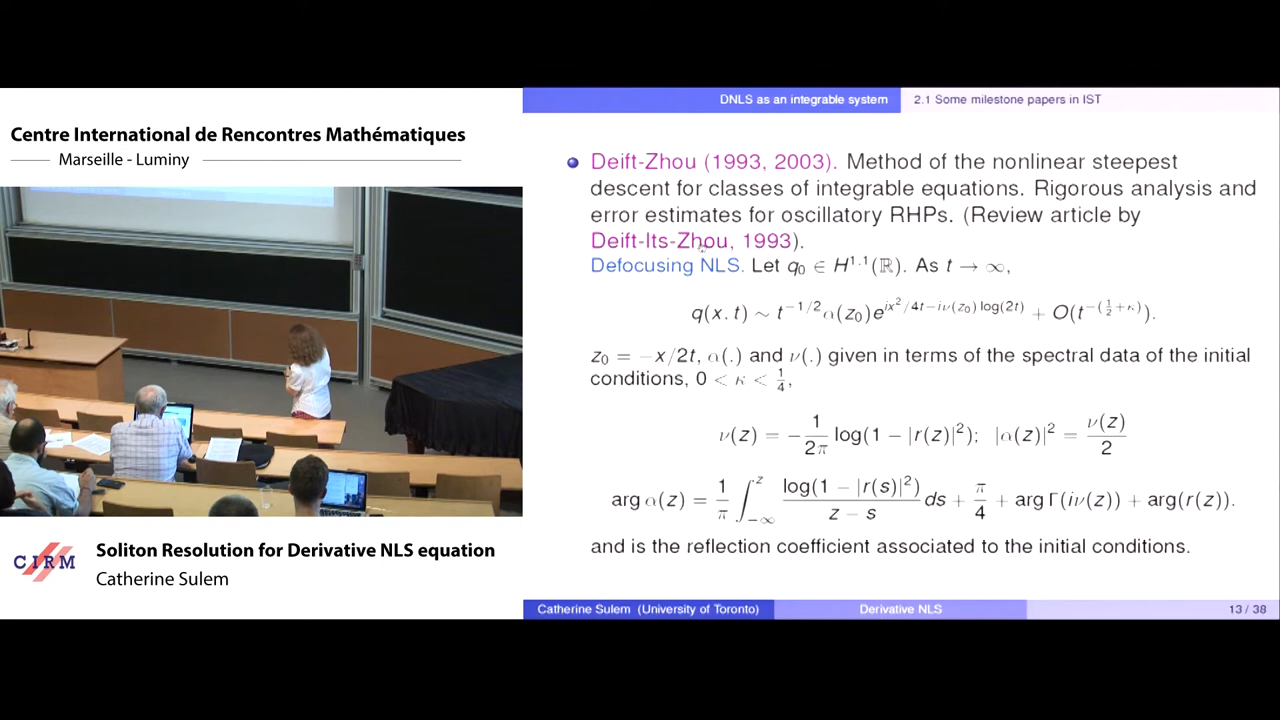 Centre International de Rencontres Mathématiques
Marseille - Luminy
CIRM
Soliton Resolution for Derivative NLS equation
Catherine Sulem
DNLS as an integrable system
2.1 Some milestone papers in IST
Deift-Zhou (1993, 2003). Method of the nonlinear steepest
descent for classes of integrable equations. Rigorous analysis and
error estimates for oscillatory RHPs. (Review article by
Deift-Its-Zhou, 1993).
Defocusing NLS. Let q₀ ∈ H^{1,1}(ℝ). As t → ∞,
q(x, t) ∼ t^{−1/2}α(z₀)e^{ix²/4t−iν(z₀) log(2t)} + O(t^{−(1/2+κ)}).
z₀ = −x/2t, α(.) and ν(.) given in terms of the spectral data of the initial
conditions, 0 < κ < 1/4,
ν(z) = −1/2π log(1 − |r(z)|²); |α(z)|² = ν(z)/2
arg α(z) = 1/π ∫_{−∞}^{z} log(1 − |r(s)|²)/(z − s) ds + π/4 + arg Γ(iν(z)) + arg(r(z)).
and is the reflection coefficient associated to the initial conditions.
Catherine Sulem (University of Toronto)
Derivative NLS
13 / 38